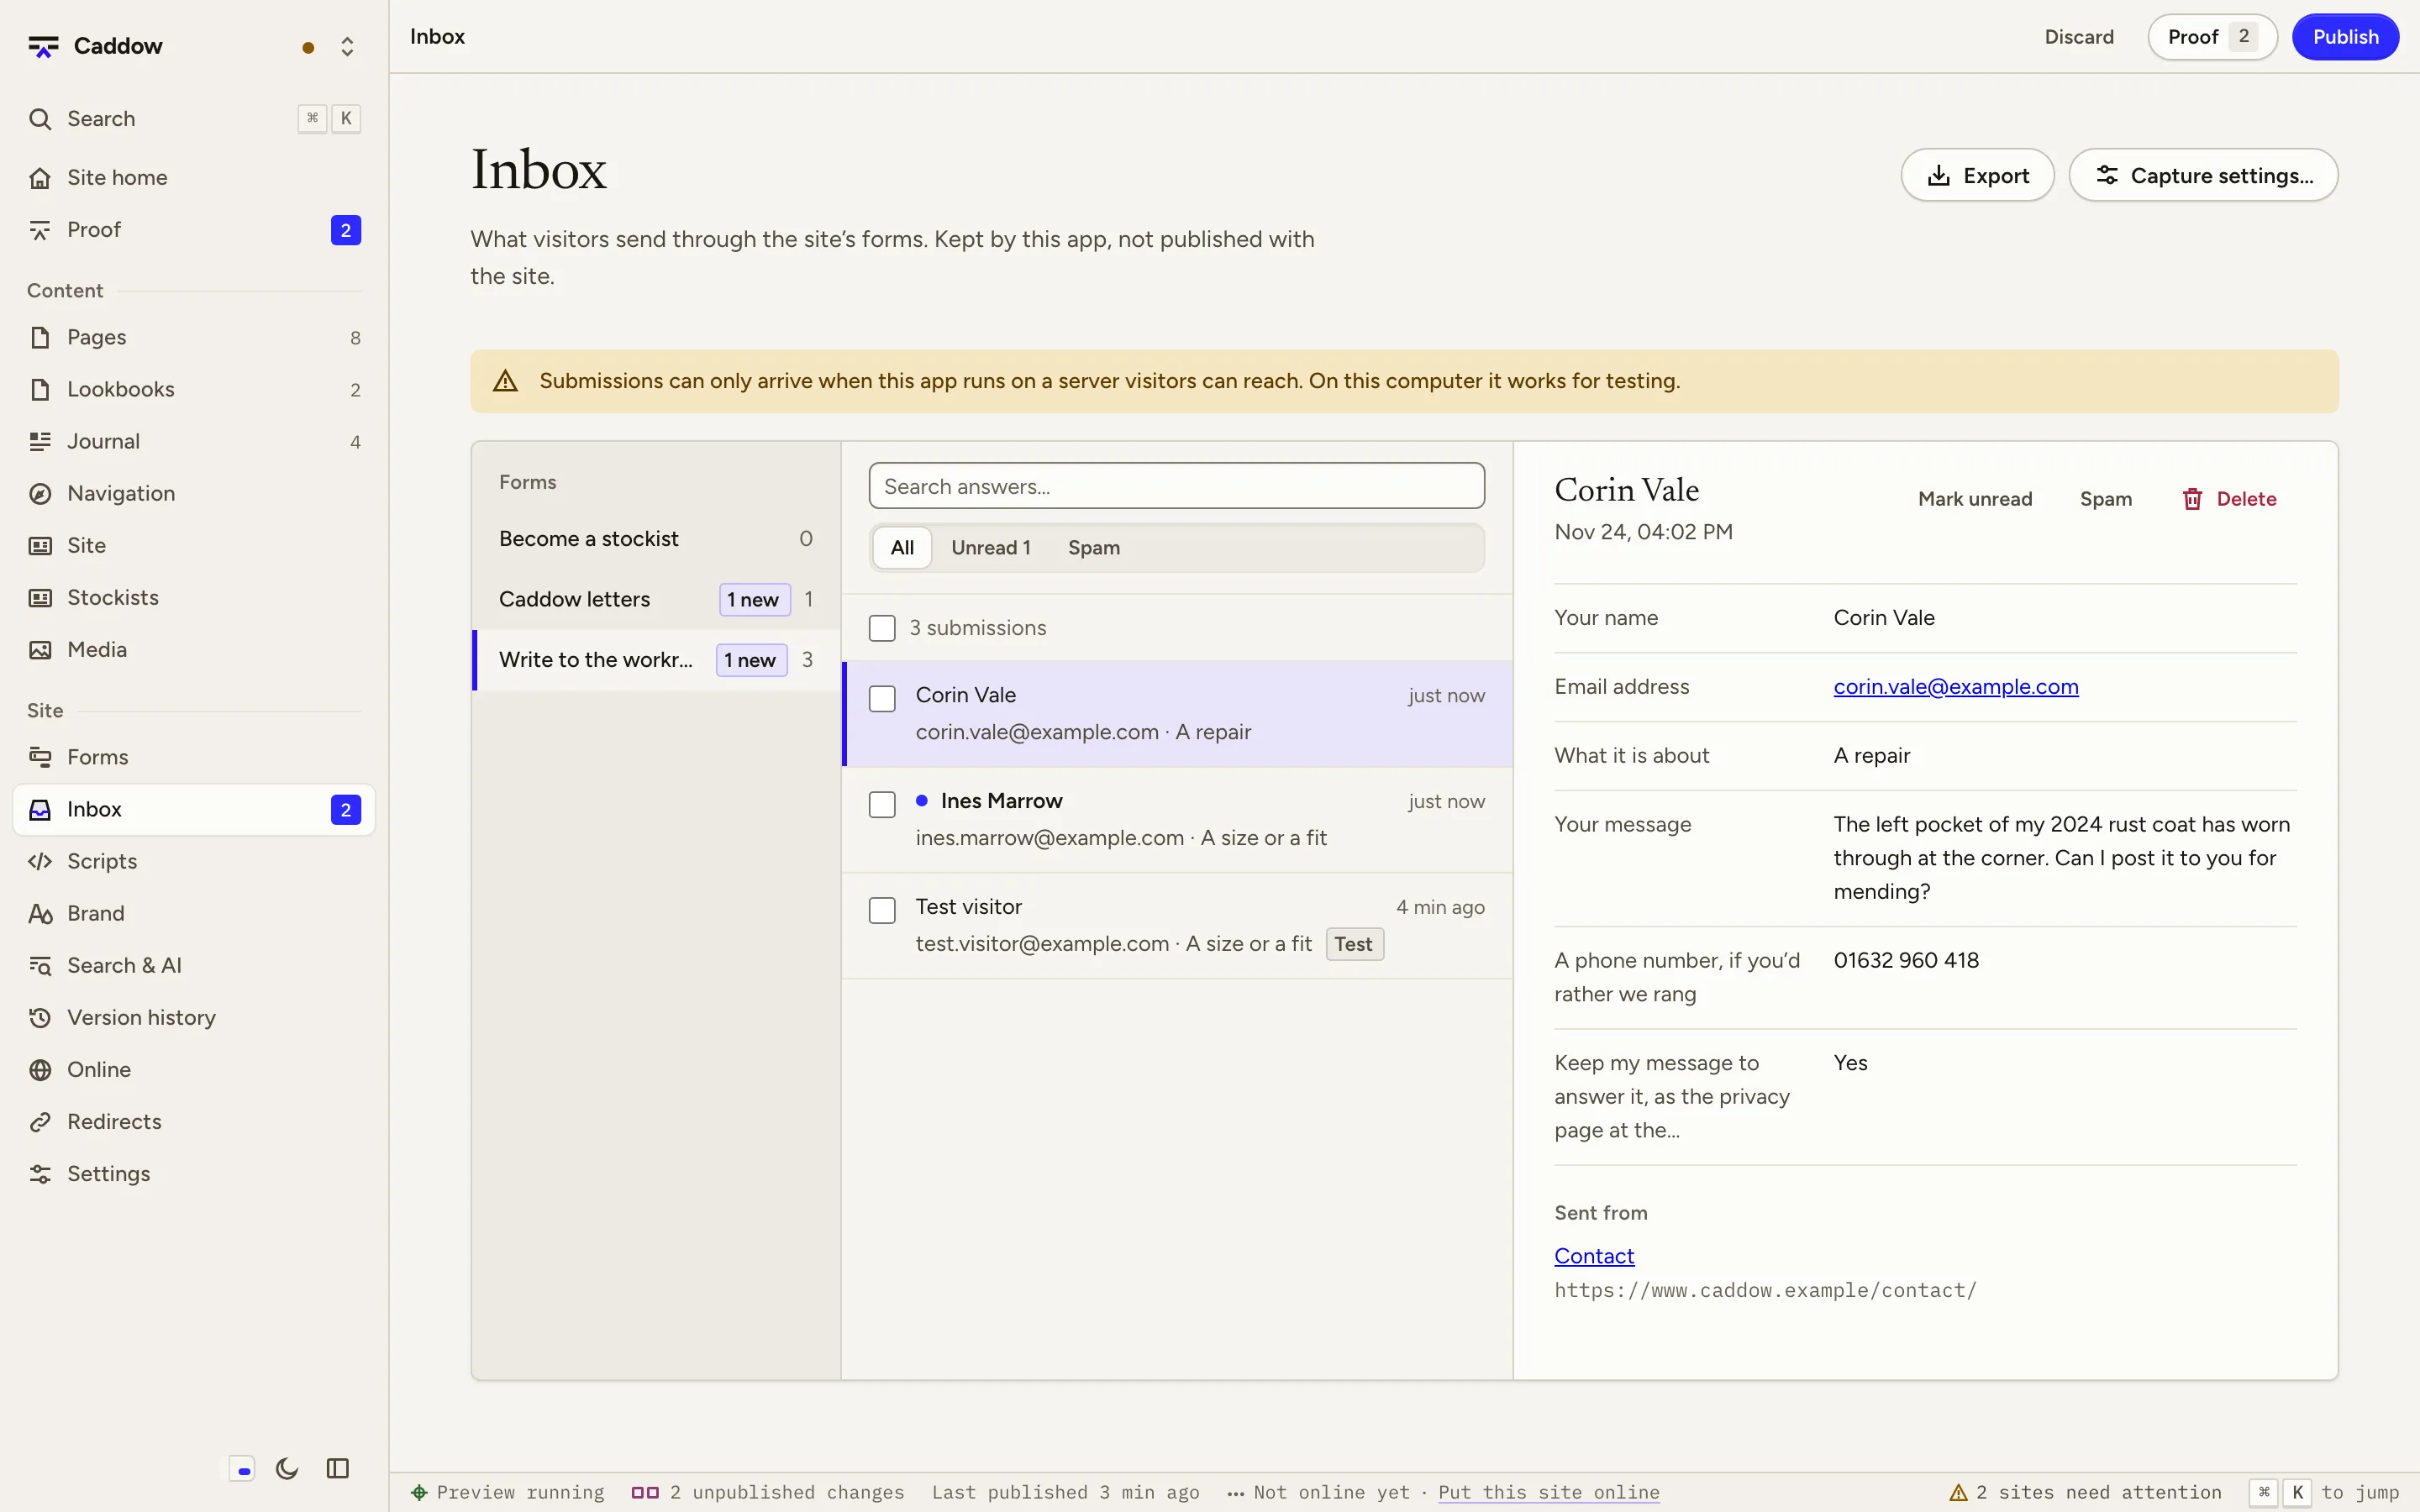 Caddow
Search ⌘ K
Site home
Proof 2
Content
Pages 8
Lookbooks 2
Journal 4
Navigation
Site
Stockists
Media
Site
Forms
Inbox 2
Scripts
Brand
Search & AI
Version history
Online
Redirects
Settings
Inbox
Discard
Proof 2
Publish
Inbox
Export
Capture settings...
What visitors send through the site’s forms. Kept by this app, not published with
the site.
Submissions can only arrive when this app runs on a server visitors can reach. On this computer it works for testing.
Forms
Become a stockist 0
Caddow letters 1 new 1
Write to the workr... 1 new 3
Search answers...
All Unread 1 Spam
3 submissions
Corin Vale just now
corin.vale@example.com · A repair
Ines Marrow just now
ines.marrow@example.com · A size or a fit
Test visitor 4 min ago
test.visitor@example.com · A size or a fit Test
Corin Vale
Nov 24, 04:02 PM
Mark unread Spam Delete
Your name Corin Vale
Email address corin.vale@example.com
What it is about A repair
Your message The left pocket of my 2024 rust coat has worn
through at the corner. Can I post it to you for
mending?
A phone number, if you’d 01632 960 418
rather we rang
Keep my message to Yes
answer it, as the privacy
page at the...
Sent from
Contact
https://www.caddow.example/contact/
Preview running 2 unpublished changes Last published 3 min ago Not online yet · Put this site online 2 sites need attention ⌘ K to jump